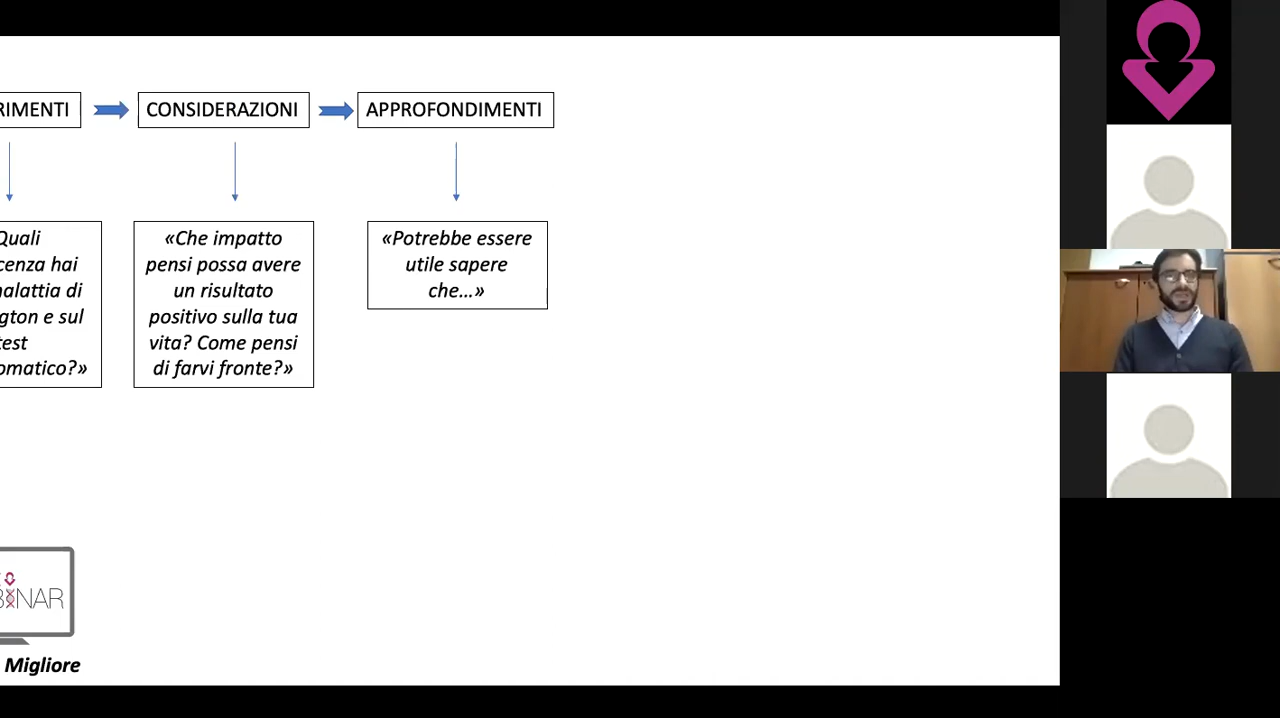 RIMENTI
CONSIDERAZIONI
APPROFONDIMENTI
Quali
cenza hai
nalattia di
gton e sul
test
omatico?»
«Che impatto
pensi possa avere
un risultato
positivo sulla tua
vita? Come pensi
di farvi fronte?»
«Potrebbe essere
utile sapere
che...»
BINAR
Migliore